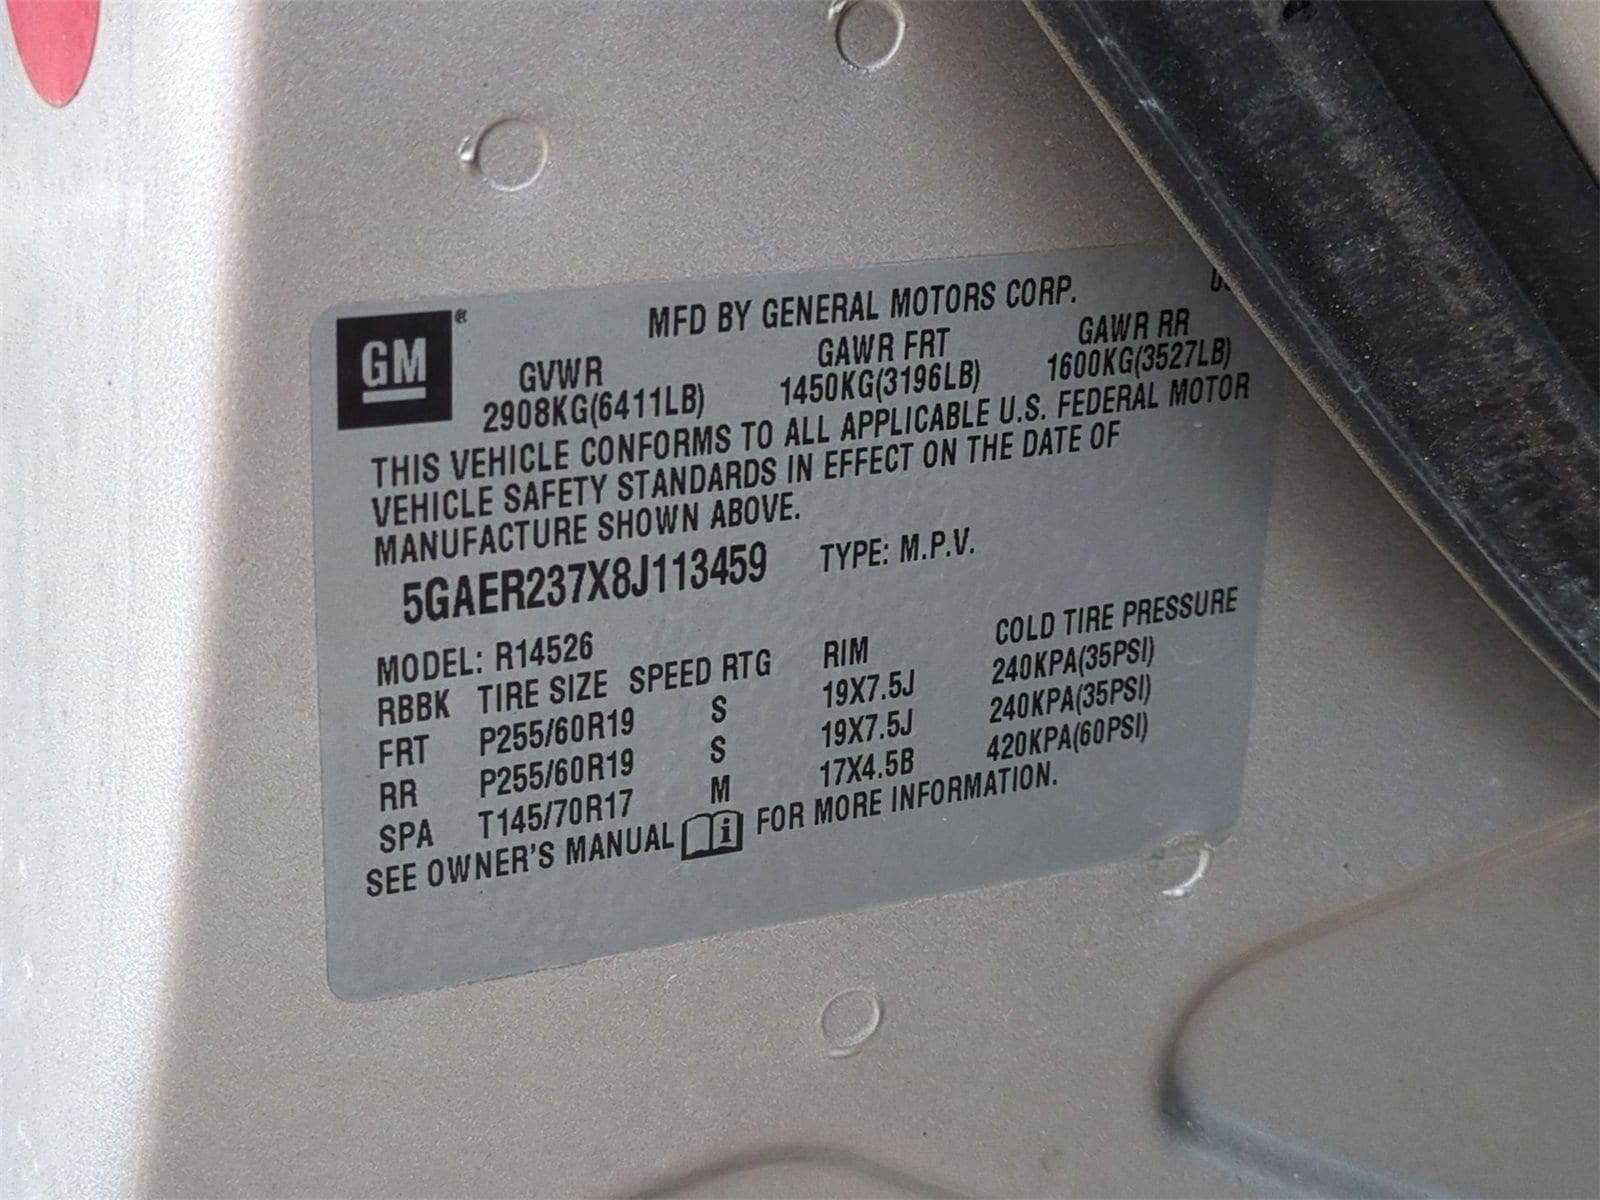 GM®
MFD BY GENERAL MOTORS CORP.
GVWR GAWR FRT GAWR RR
2908KG(6411LB) 1450KG(3196LB) 1600KG(3527LB)
THIS VEHICLE CONFORMS TO ALL APPLICABLE U.S. FEDERAL MOTOR
VEHICLE SAFETY STANDARDS IN EFFECT ON THE DATE OF
MANUFACTURE SHOWN ABOVE.
5GAER237X8J113459 TYPE: M.P.V.
MODEL: R14526
RBBK TIRE SIZE SPEED RTG RIM COLD TIRE PRESSURE
FRT P255/60R19 S 19X7.5J 240KPA(35PSI)
RR P255/60R19 S 19X7.5J 240KPA(35PSI)
SPA T145/70R17 M 17X4.5B 420KPA(60PSI)
SEE OWNER'S MANUAL i FOR MORE INFORMATION.